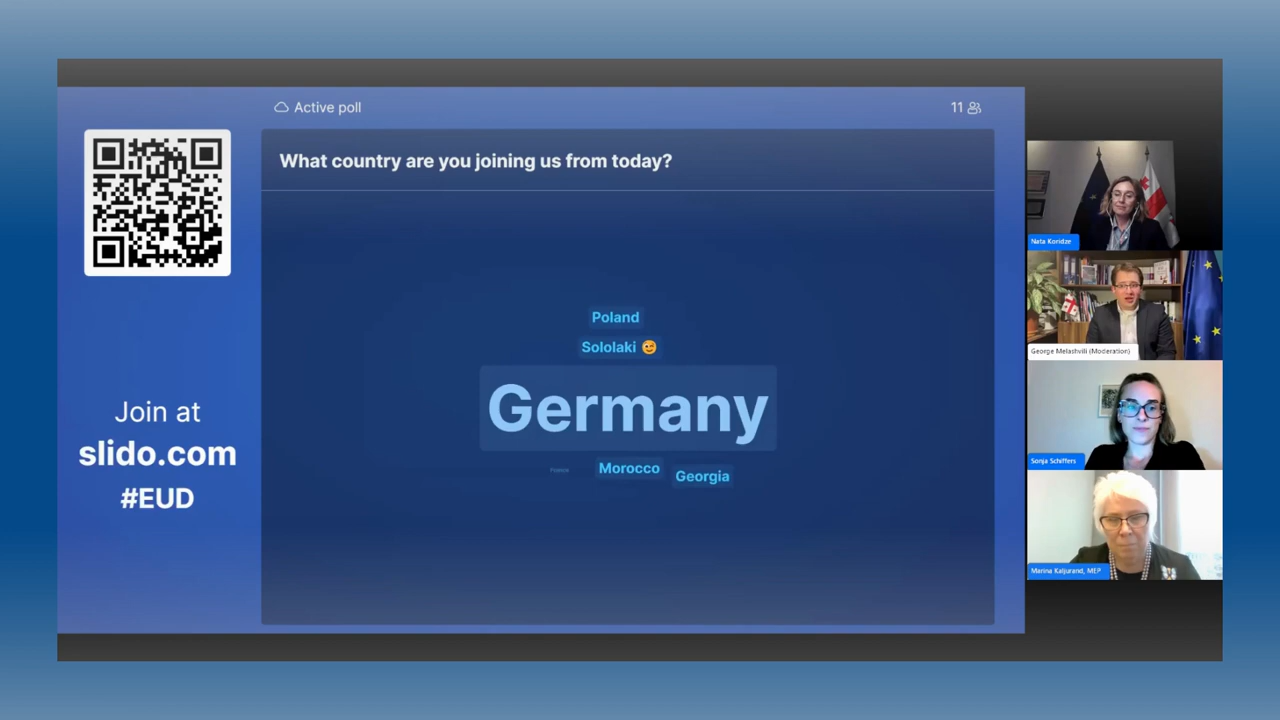 Active poll
11
What country are you joining us from today?
Poland
Sololaki 😉
Germany
Morocco
Georgia
Join at
slido.com
#EUD
Nata Koridze
George Melashvili (Moderation)
Sonja Schiffers
Marina Kaljurand, MEP